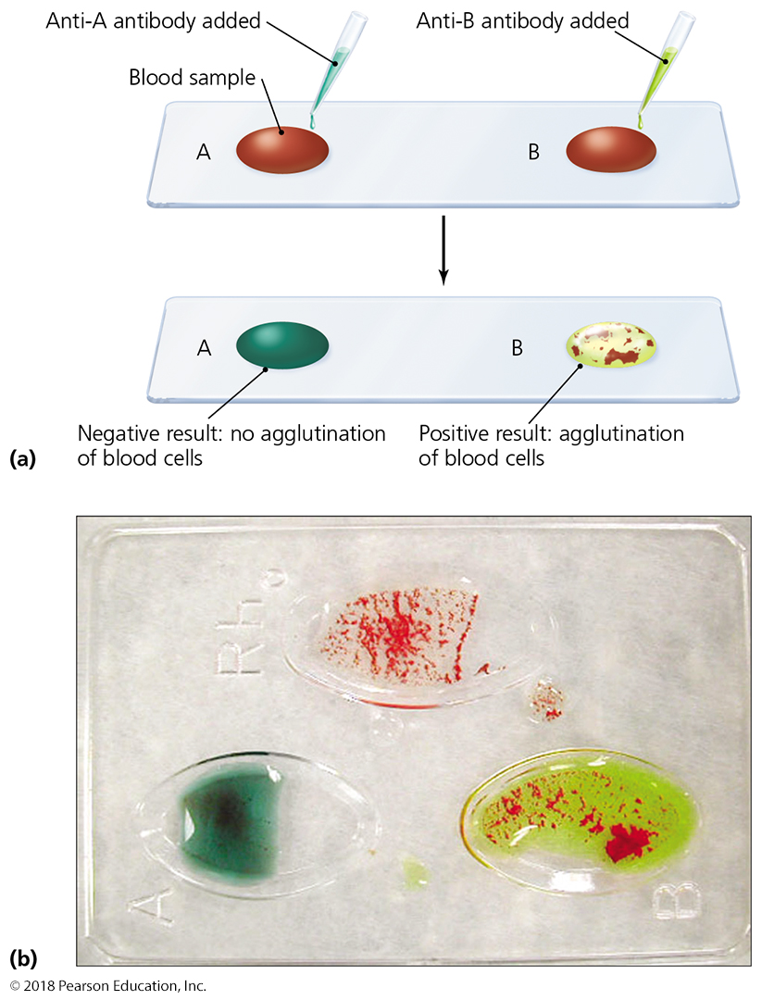 Anti-A antibody added
Anti-B antibody added
Blood sample
A
B
A
B
Negative result: no agglutination
of blood cells
Positive result: agglutination
of blood cells
(a)
Rh
A
B
(b)
© 2018 Pearson Education, Inc.